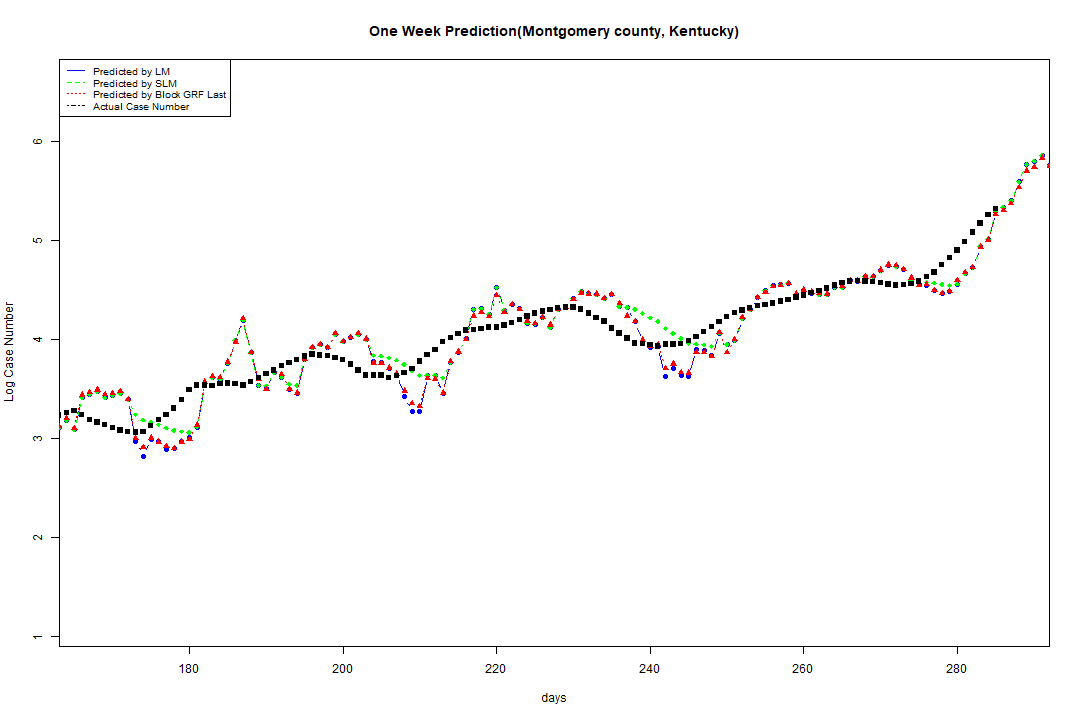 One Week Prediction(Montgomery county, Kentucky)
Predicted by LM
Predicted by SLM
Predicted by Block GRF Last
Actual Case Number
6
5
4
3
2
1
Log Case Number
180 200 220 240 260 280
days